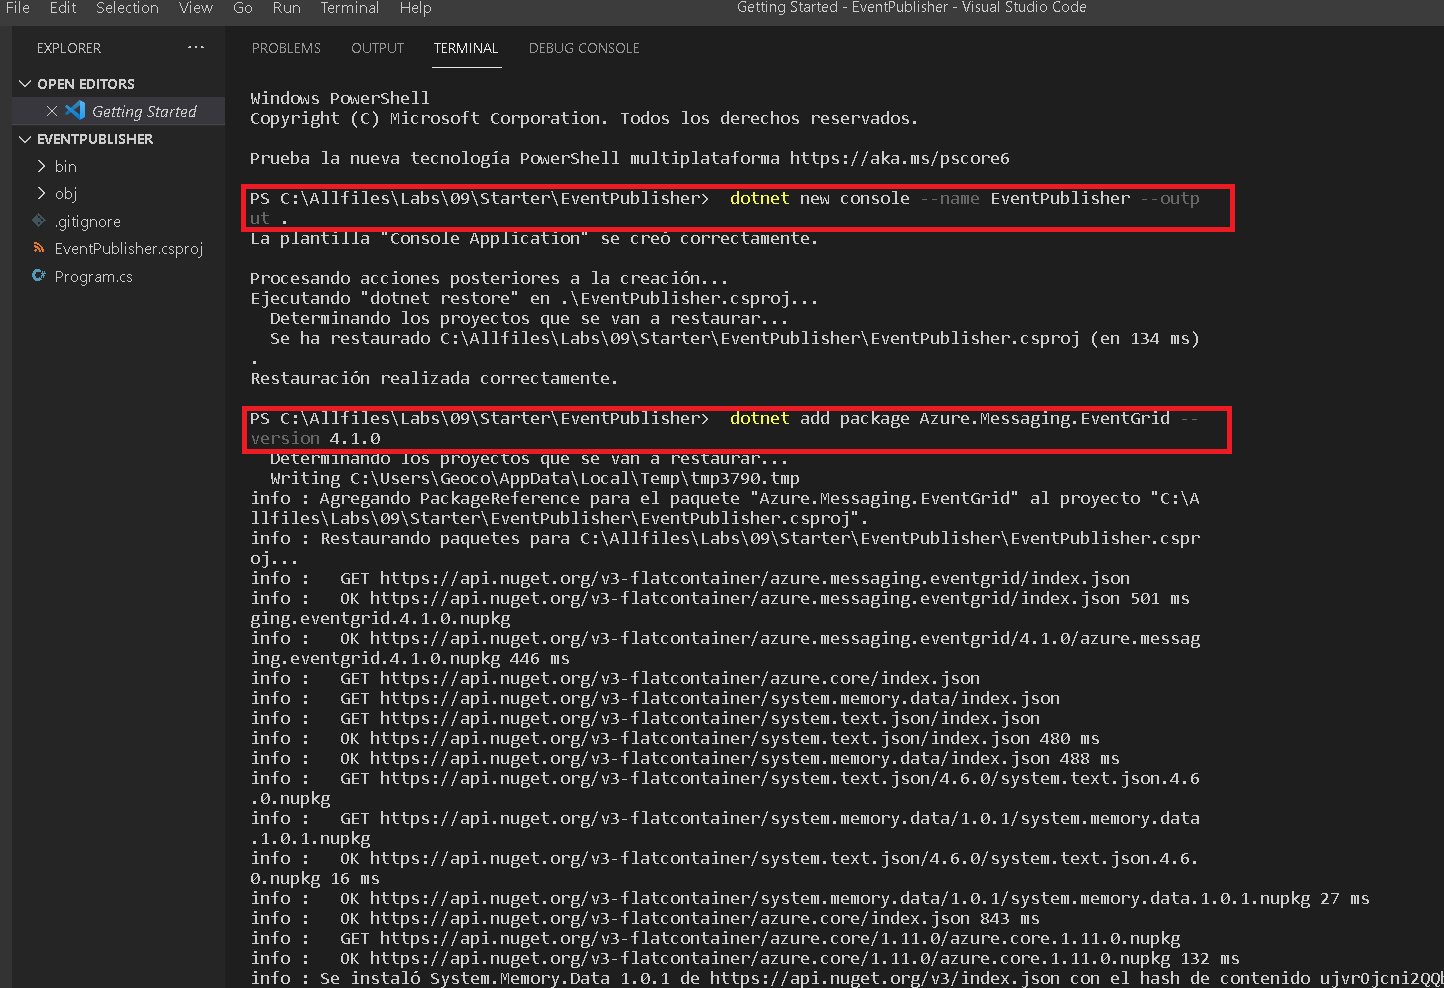 File Edit Selection View Go Run Terminal Help Getting Started - EventPublisher - Visual Studio Code
EXPLORER ...
OPEN EDITORS
Getting Started
EVENTPUBLISHER
bin
obj
.gitignore
EventPublisher.csproj
Program.cs
PROBLEMS OUTPUT TERMINAL DEBUG CONSOLE
Windows PowerShell
Copyright (C) Microsoft Corporation. Todos los derechos reservados.
Prueba la nueva tecnología PowerShell multiplataforma https://aka.ms/pscore6
PS C:\Allfiles\Labs\09\Starter\EventPublisher> dotnet new console --name EventPublisher --outp
ut .
La plantilla "Console Application" se creó correctamente.
Procesando acciones posteriores a la creación...
Ejecutando "dotnet restore" en .\EventPublisher.csproj...
Determinando los proyectos que se van a restaurar...
Se ha restaurado C:\Allfiles\Labs\09\Starter\EventPublisher\EventPublisher.csproj (en 134 ms)
.
Restauración realizada correctamente.
PS C:\Allfiles\Labs\09\Starter\EventPublisher> dotnet add package Azure.Messaging.EventGrid --
version 4.1.0
Determinando los proyectos que se van a restaurar...
Writing C:\Users\Geoco\AppData\Local\Temp\tmp3790.tmp
info : Agregando PackageReference para el paquete "Azure.Messaging.EventGrid" al proyecto "C:\A
llfiles\Labs\09\Starter\EventPublisher\EventPublisher.csproj".
info : Restaurando paquetes para C:\Allfiles\Labs\09\Starter\EventPublisher\EventPublisher.cspr
oj...
info : GET https://api.nuget.org/v3-flatcontainer/azure.messaging.eventgrid/index.json
info : OK https://api.nuget.org/v3-flatcontainer/azure.messaging.eventgrid/index.json 501 ms
ging.eventgrid.4.1.0.nupkg
info : OK https://api.nuget.org/v3-flatcontainer/azure.messaging.eventgrid/4.1.0/azure.messag
ing.eventgrid.4.1.0.nupkg 446 ms
info : GET https://api.nuget.org/v3-flatcontainer/azure.core/index.json
info : GET https://api.nuget.org/v3-flatcontainer/system.memory.data/index.json
info : GET https://api.nuget.org/v3-flatcontainer/system.text.json/index.json
info : OK https://api.nuget.org/v3-flatcontainer/system.text.json/index.json 480 ms
info : OK https://api.nuget.org/v3-flatcontainer/system.memory.data/index.json 488 ms
info : GET https://api.nuget.org/v3-flatcontainer/system.text.json/4.6.0/system.text.json.4.6
.0.nupkg
info : GET https://api.nuget.org/v3-flatcontainer/system.memory.data/1.0.1/system.memory.data
.1.0.1.nupkg
info : OK https://api.nuget.org/v3-flatcontainer/system.text.json/4.6.0/system.text.json.4.6.
0.nupkg 16 ms
info : OK https://api.nuget.org/v3-flatcontainer/system.memory.data/1.0.1/system.memory.data.1.0.1.nupkg 27 ms
info : OK https://api.nuget.org/v3-flatcontainer/azure.core/index.json 843 ms
info : GET https://api.nuget.org/v3-flatcontainer/azure.core/1.11.0/azure.core.1.11.0.nupkg
info : OK https://api.nuget.org/v3-flatcontainer/azure.core/1.11.0/azure.core.1.11.0.nupkg 132 ms
info : Se instaló System.Memory.Data 1.0.1 de https://api.nuget.org/v3/index.json con el hash de contenido